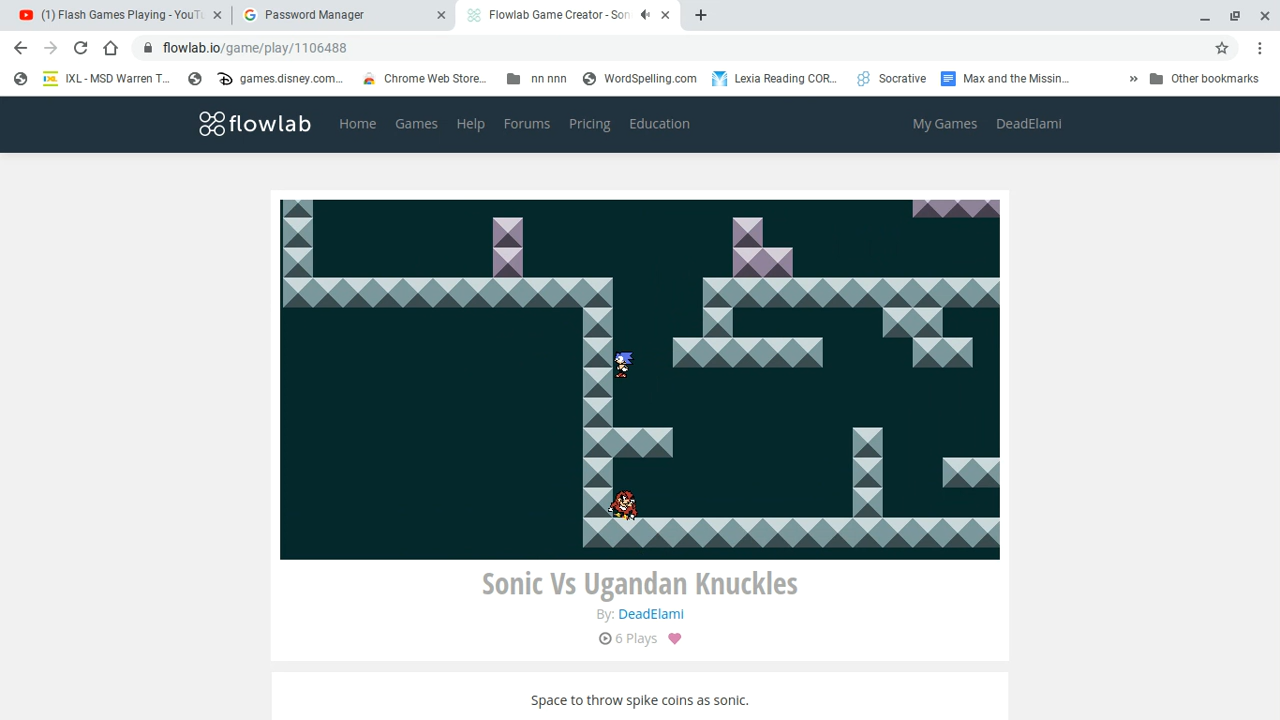 (1) Flash Games Playing - YouTu
Password Manager
Flowlab Game Creator - Son
flowlab.io/game/play/1106488
IXL - MSD Warren T...
games.disney.com...
Chrome Web Store...
nn nnn
WordSpelling.com
Lexia Reading COR...
Socrative
Max and the Missin...
»
Other bookmarks
flowlab Home Games Help Forums Pricing Education My Games DeadElami
Sonic Vs Ugandan Knuckles
By: DeadElami
6 Plays
Space to throw spike coins as sonic.